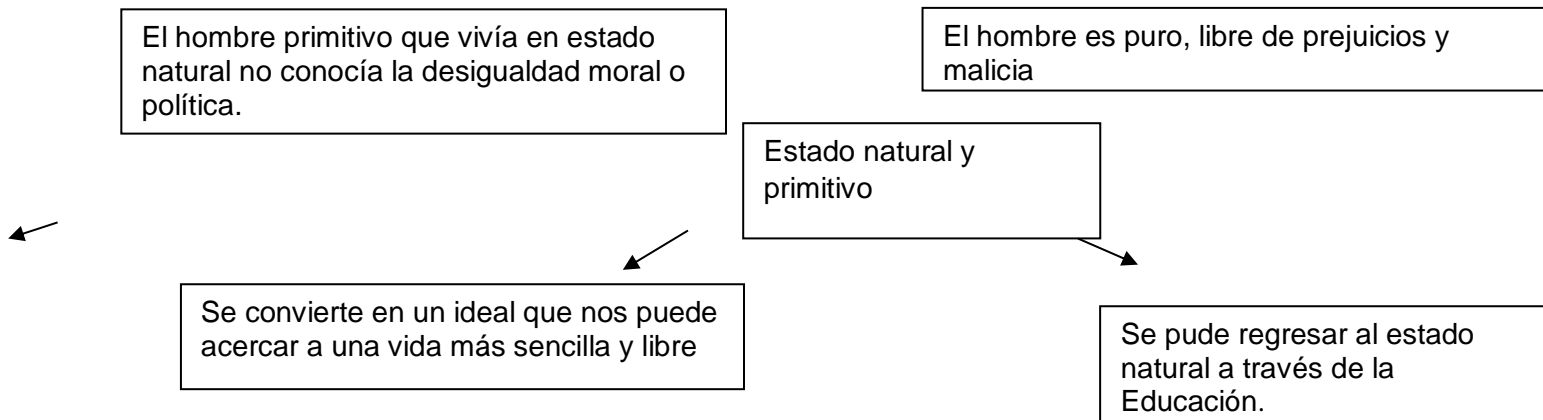 El hombre primitivo que vivía en estado
natural no conocía la desigualdad moral o
política.
El hombre es puro, libre de prejuicios y
malicia
Estado natural y
primitivo
Se convierte en un ideal que nos puede
acercar a una vida más sencilla y libre
Se pude regresar al estado
natural a través de la
Educación.